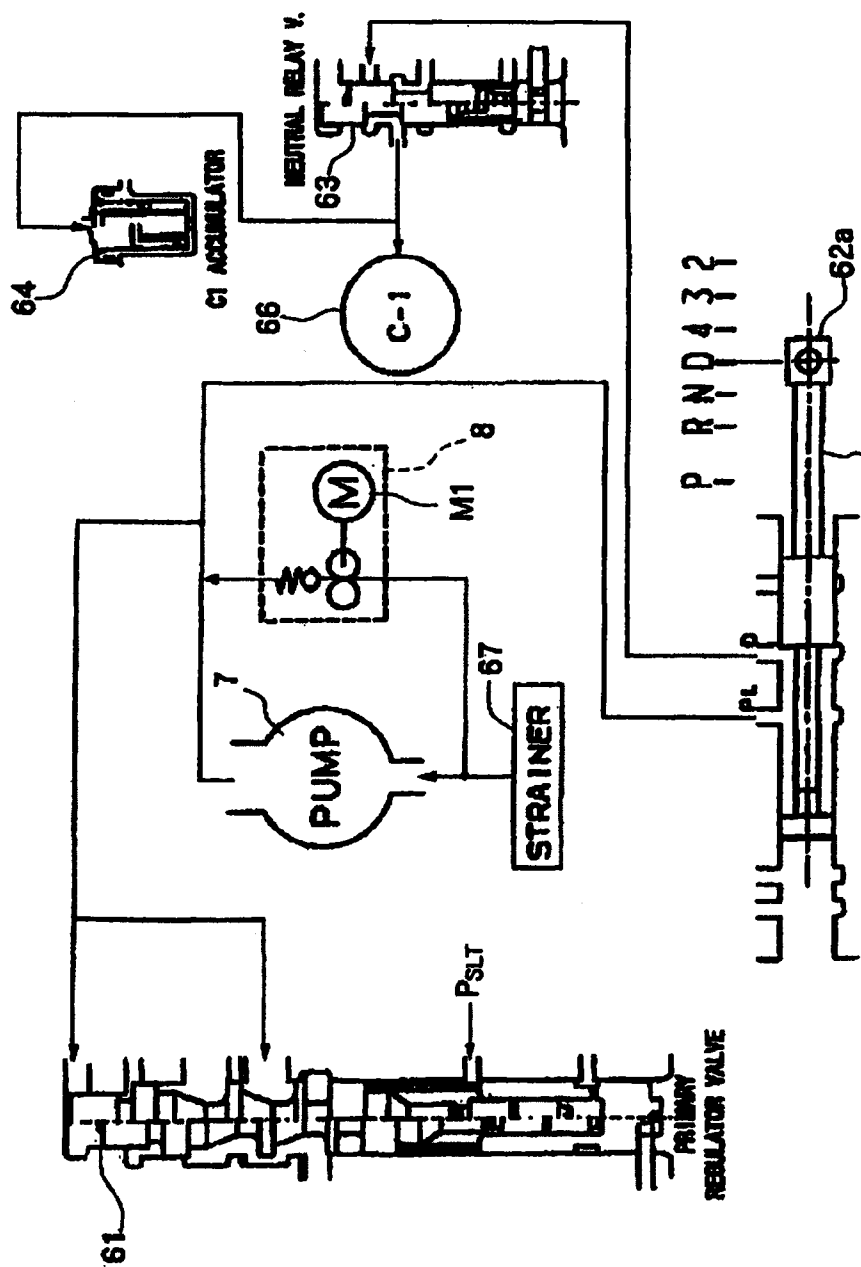 NEUTRAL RELAY V.
63
64
C1 ACCUMULATOR
66
C-1
8
M
M1
7
PUMP
67
STRAINER
P R N D 4 3 2
62a
PL
D
PSLT
61
PRIMARY
REGULATOR VALVE